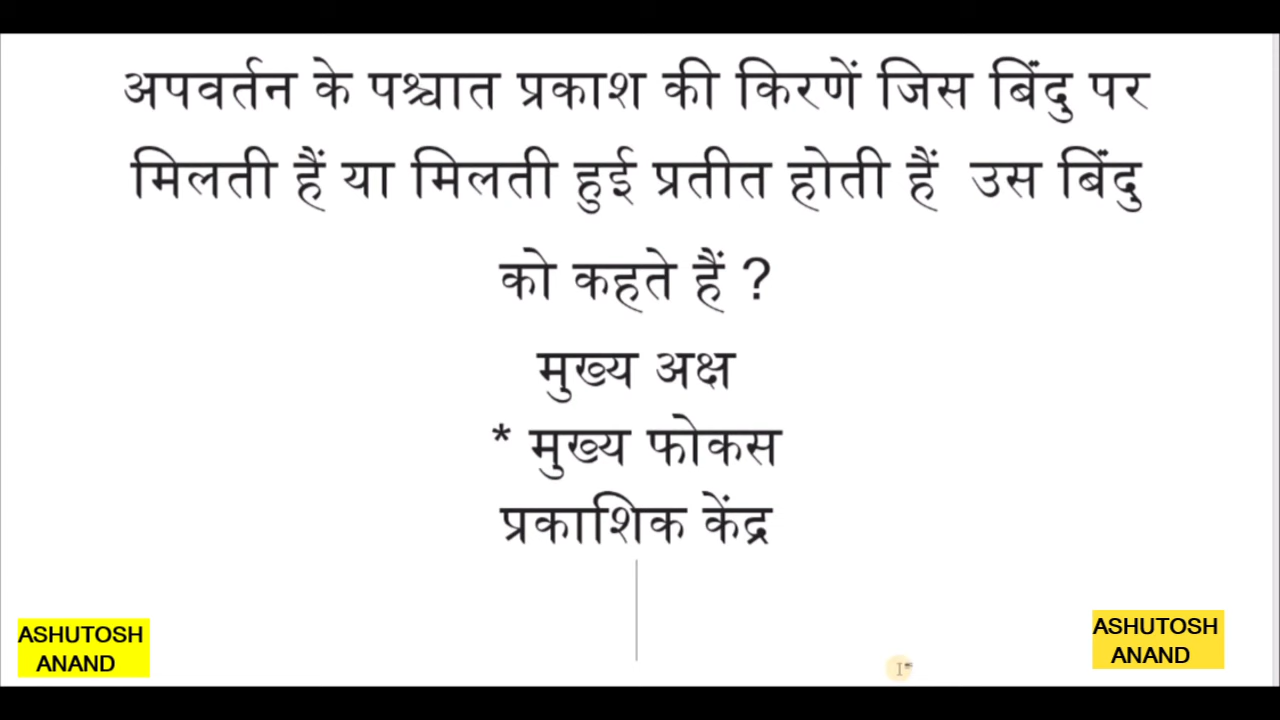 अपवर्तन के पश्चात प्रकाश की किरणें जिस बिंदु पर
मिलती हैं या मिलती हुई प्रतीत होती हैं उस बिंदु
को कहते हैं ?
मुख्य अक्ष
* मुख्य फोकस
प्रकाशिक केंद्र
ASHUTOSH
ANAND
ASHUTOSH
ANAND